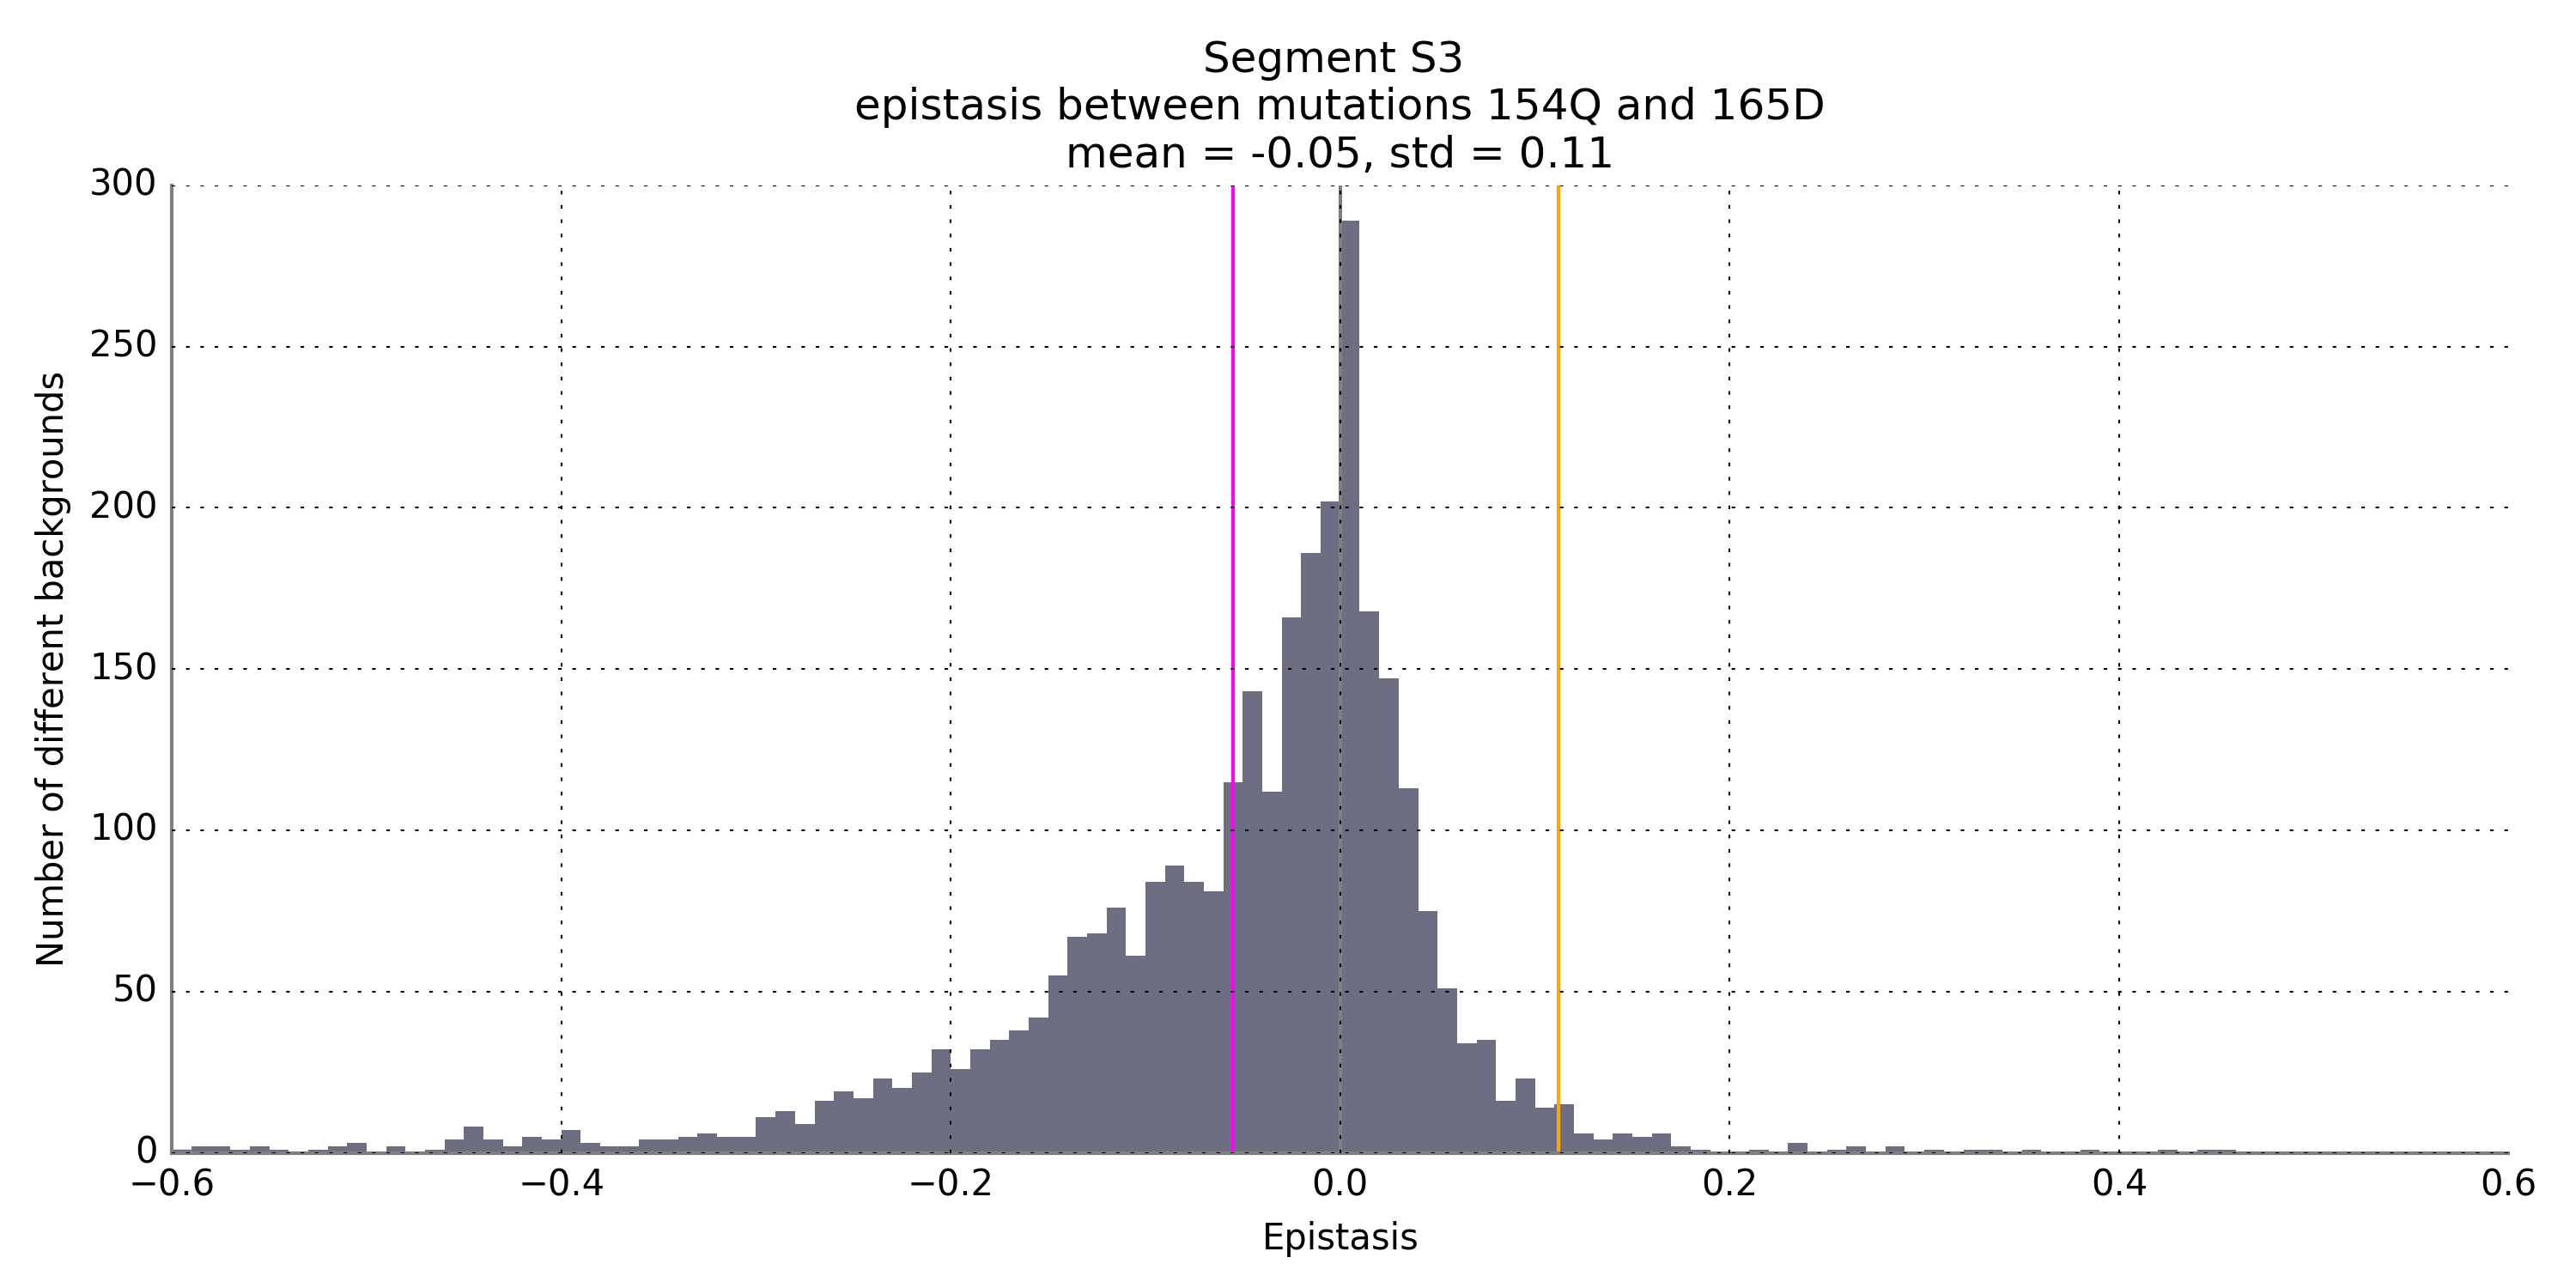 Segment S3
epistasis between mutations 154Q and 165D
mean = -0.05, std = 0.11
300
250
200
150
100
50
0
Number of different backgrounds
−0.6 −0.4 −0.2 0.0 0.2 0.4 0.6
Epistasis